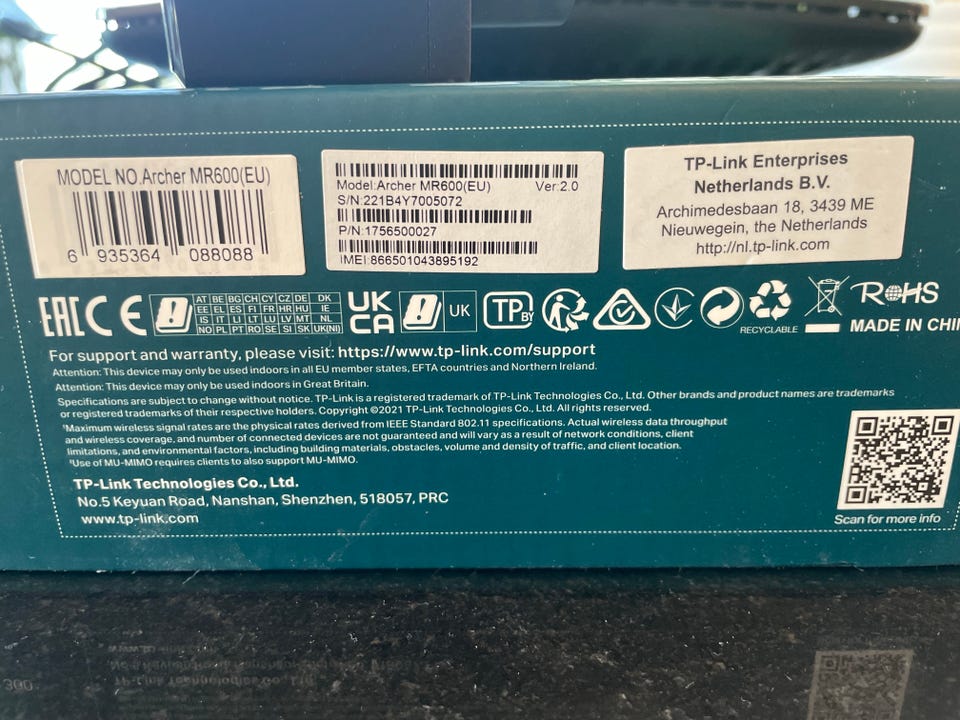 MODEL NO.Archer MR600(EU)
6 935364 088088
Model:Archer MR600(EU) Ver:2.0
S/N:221B4Y7005072
P/N:1756500027
IMEI:866501043895192
TP-Link Enterprises
Netherlands B.V.
Archimedesbaan 18, 3439 ME
Nieuwegein, the Netherlands
http://nl.tp-link.com
EAC CE
AT BE BG CH CY CZ DE DK
EE EL ES FI FR HR HU IE
IS IT LI LT LU LV MT NL
NO PL PT RO SE SI SK UK(NI)
UK
CA
UK
TP BY
RECYCLABLE
RoHS
MADE IN CHI
For support and warranty, please visit: https://www.tp-link.com/support
Attention: This device may only be used indoors in all EU member states, EFTA countries and Northern Ireland.
Attention: This device may only be used indoors in Great Britain.
Specifications are subject to change without notice. TP-Link is a registered trademark of TP-Link Technologies Co., Ltd. Other brands and product names are trademarks
or registered trademarks of their respective holders. Copyright ©2021 TP-Link Technologies Co., Ltd. All rights reserved.
†Maximum wireless signal rates are the physical rates derived from IEEE Standard 802.11 specifications. Actual wireless data throughput
and wireless coverage, and number of connected devices are not guaranteed and will vary as a result of network conditions, client
limitations, and environmental factors, including building materials, obstacles, volume and density of traffic, and client location.
‡Use of MU-MIMO requires clients to also support MU-MIMO.
TP-Link Technologies Co., Ltd.
No.5 Keyuan Road, Nanshan, Shenzhen, 518057, PRC
www.tp-link.com
Scan for more info